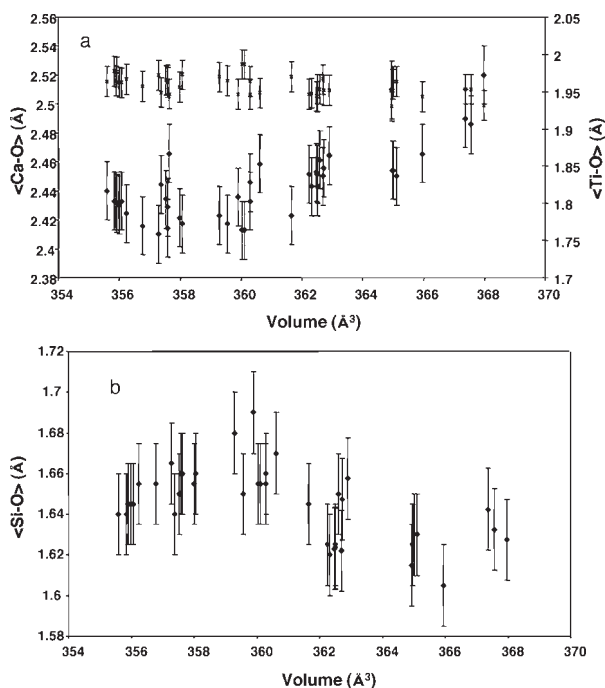 a
2.56
2.54
2.52
2.5
2.48
2.46
2.44
2.42
2.4
2.38
<Ca-O> (Å)
2.05
2
1.95
1.9
1.85
1.8
1.75
1.7
<Ti-O> (Å)
354 356 358 360 362 364 366 368 370
Volume (Å³)
b
1.72
1.7
1.68
1.66
1.64
1.62
1.6
1.58
<Si-O> (Å)
354 356 358 360 362 364 366 368 370
Volume (Å³)